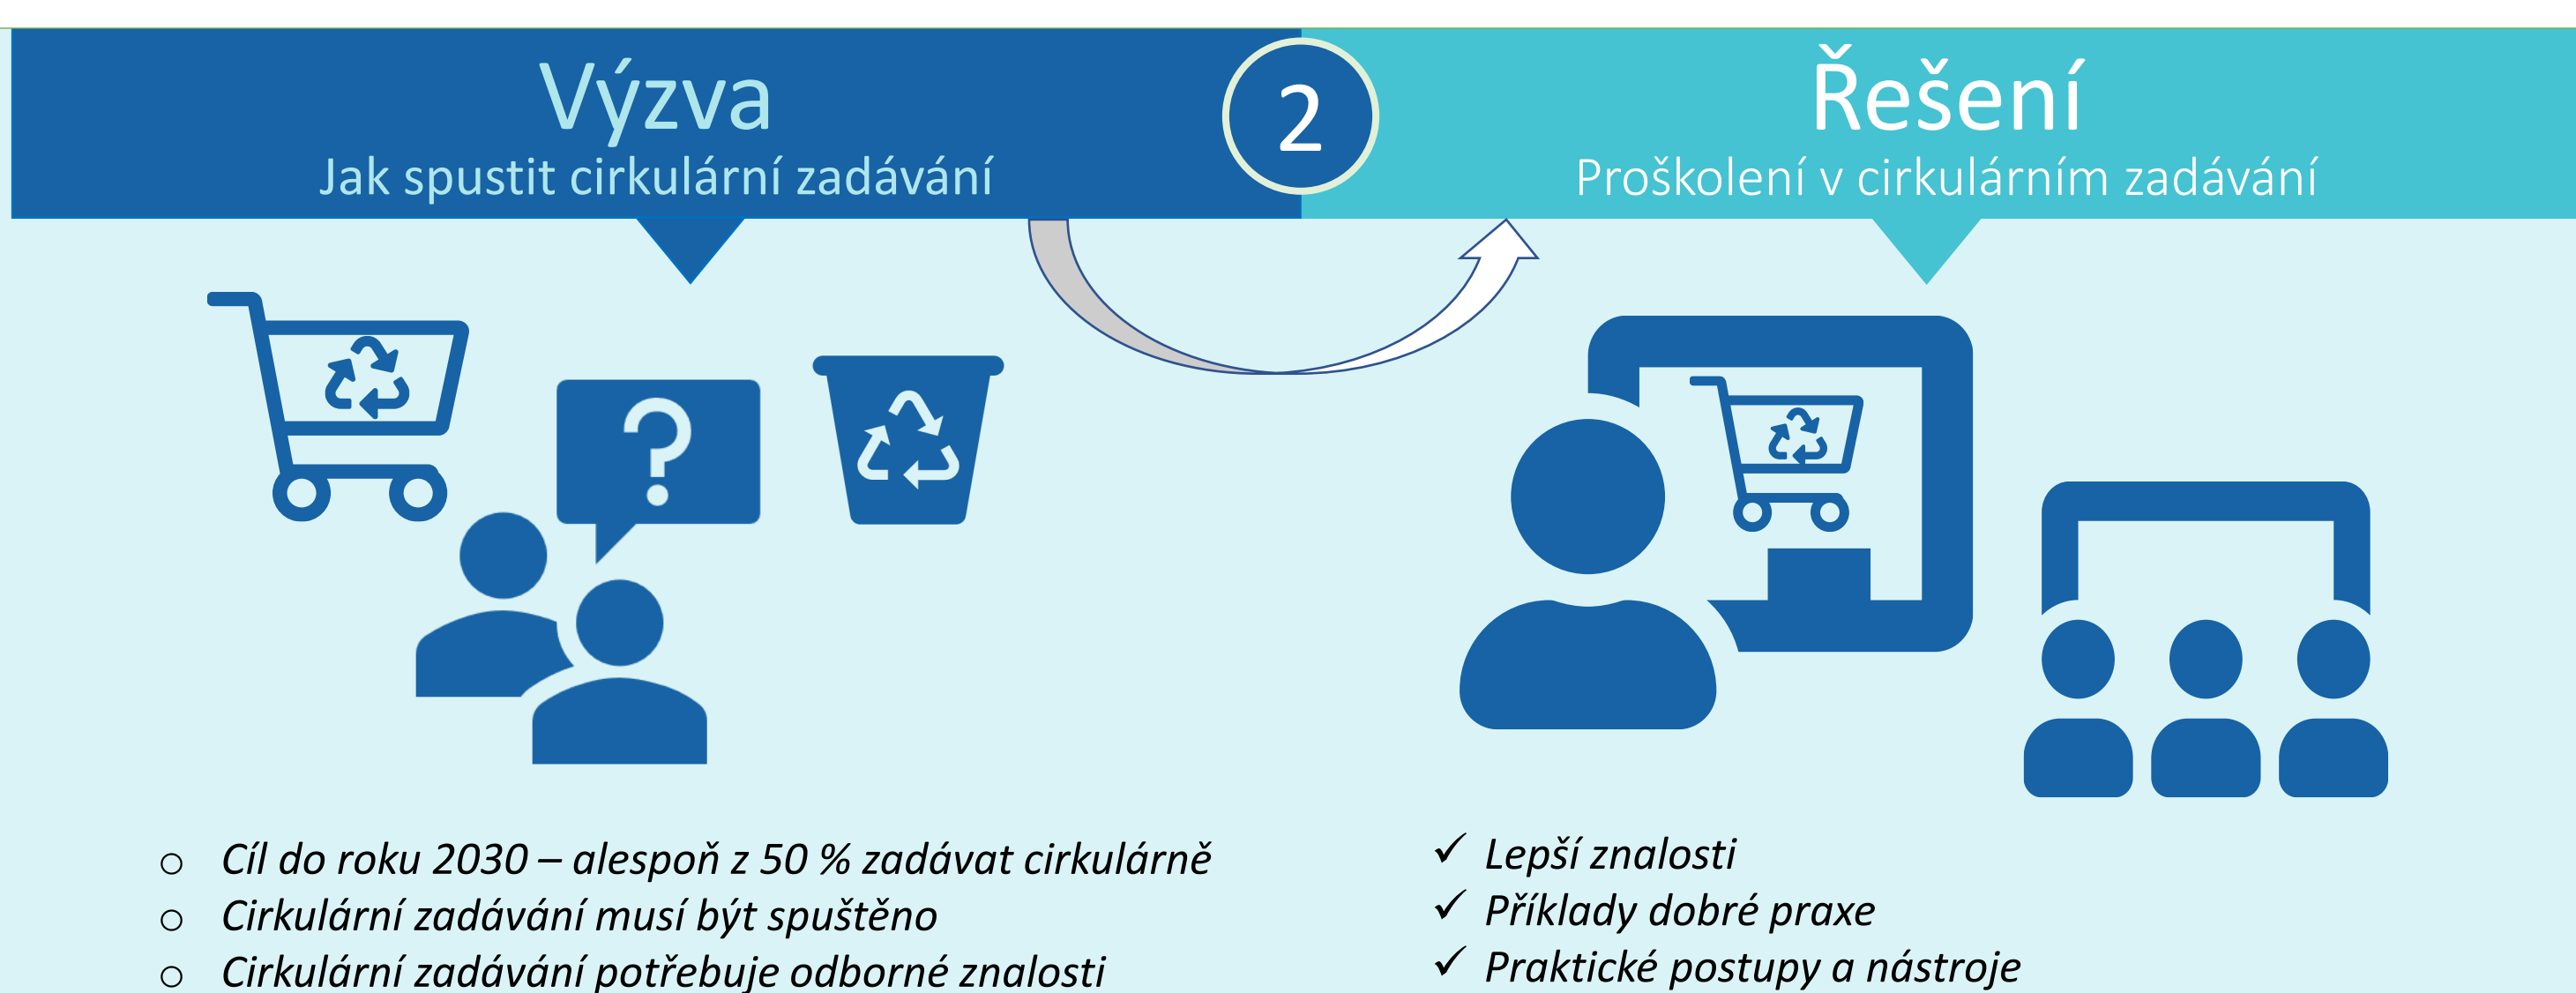 Výzva
Jak spustit cirkulární zadávání
2
Řešení
Proškolení v cirkulárním zadávání
?
o Cíl do roku 2030 – alespoň z 50 % zadávat cirkulárně
o Cirkulární zadávání musí být spuštěno
o Cirkulární zadávání potřebuje odborné znalosti
✓ Lepší znalosti
✓ Příklady dobré praxe
✓ Praktické postupy a nástroje